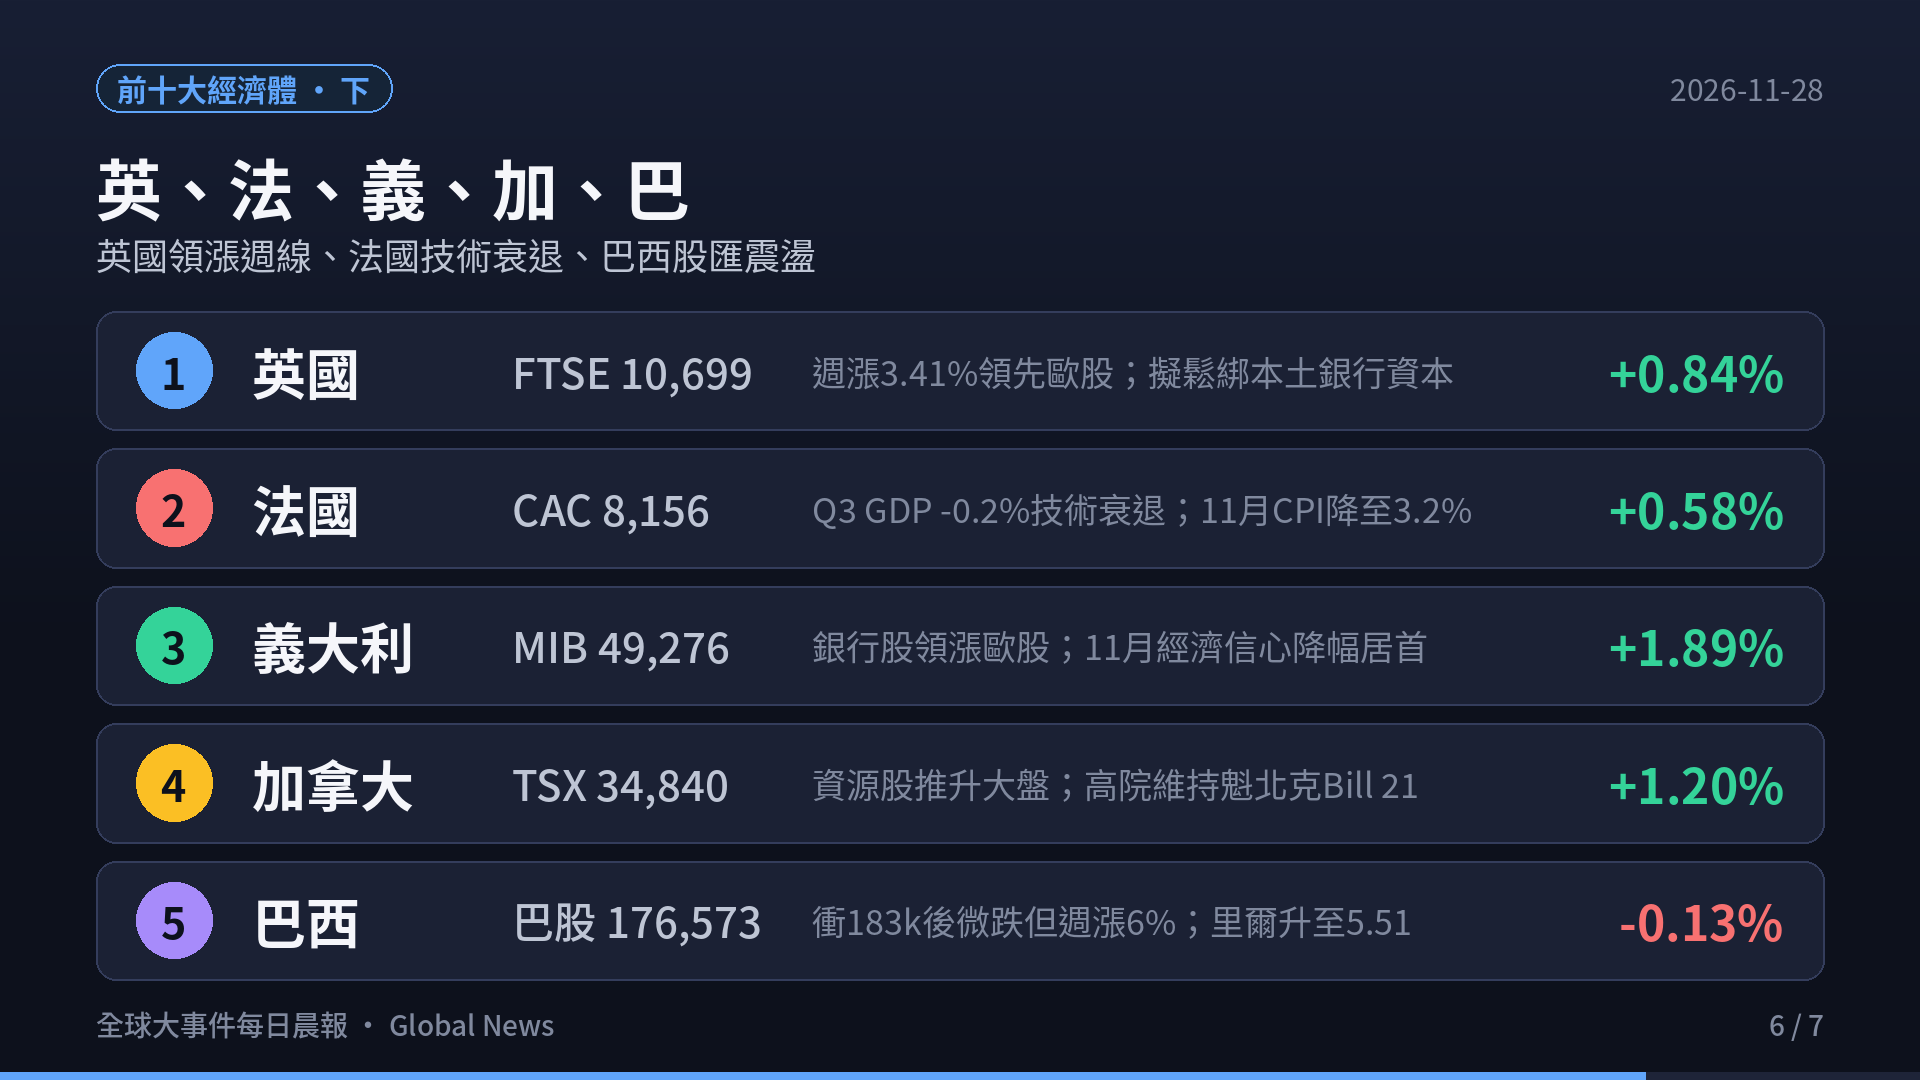 前十大經濟體 · 下
2026-11-28
英、法、義、加、巴
英國領漲週線、法國技術衰退、巴西股匯震盪
1 英國 FTSE 10,699 週漲3.41%領先歐股；擬鬆綁本土銀行資本 +0.84%
2 法國 CAC 8,156 Q3 GDP -0.2%技術衰退；11月CPI降至3.2% +0.58%
3 義大利 MIB 49,276 銀行股領漲歐股；11月經濟信心降幅居首 +1.89%
4 加拿大 TSX 34,840 資源股推升大盤；高院維持魁北克Bill 21 +1.20%
5 巴西 巴股 176,573 衝183k後微跌但週漲6%；里爾升至5.51 -0.13%
全球大事件每日晨報 · Global News
6 / 7